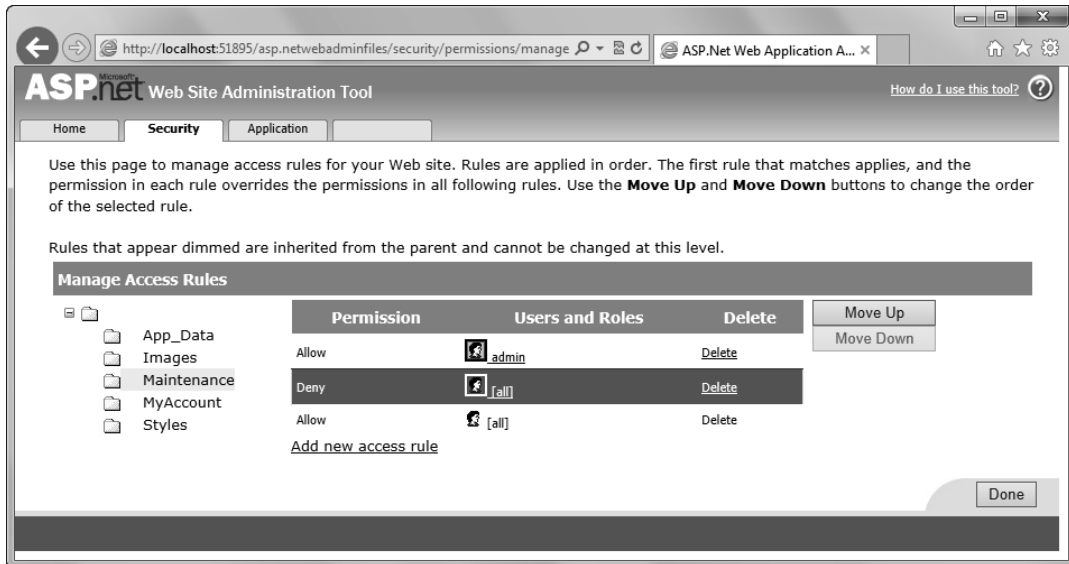 http://localhost:51895/asp.netwebadminfiles/security/permissions/manage
ASP.Net Web Application A...
Microsoft
ASP.net Web Site Administration Tool
How do I use this tool? ?
Home Security Application
Use this page to manage access rules for your Web site. Rules are applied in order. The first rule that matches applies, and the
permission in each rule overrides the permissions in all following rules. Use the Move Up and Move Down buttons to change the order
of the selected rule.
Rules that appear dimmed are inherited from the parent and cannot be changed at this level.
Manage Access Rules
App_Data
Images
Maintenance
MyAccount
Styles
Permission Users and Roles Delete
Allow admin Delete
Deny [all] Delete
Allow [all] Delete
Add new access rule
Move Up
Move Down
Done